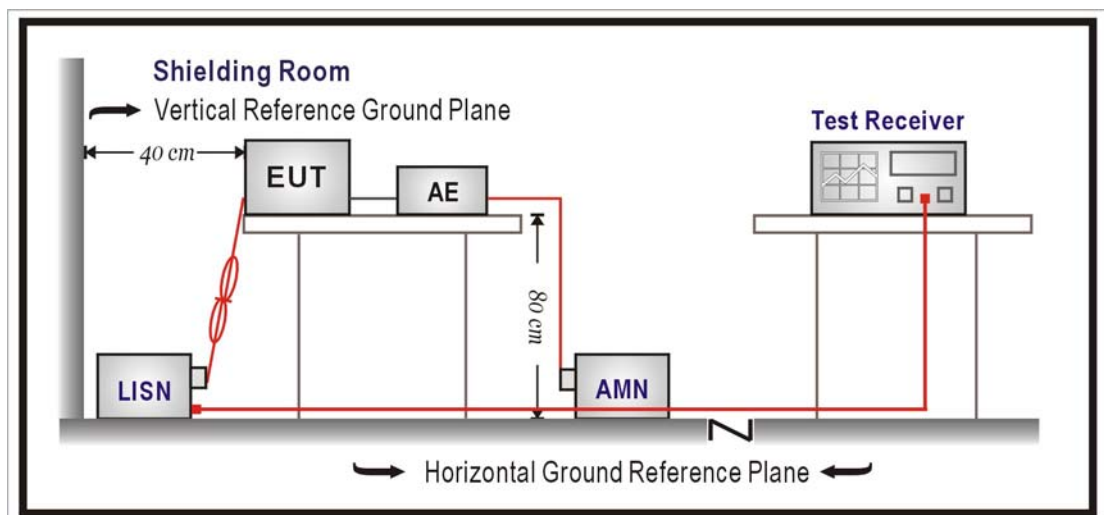 Shielding Room
Vertical Reference Ground Plane
40 cm
EUT
AE
Test Receiver
80 cm
LISN
AMN
Horizontal Ground Reference Plane